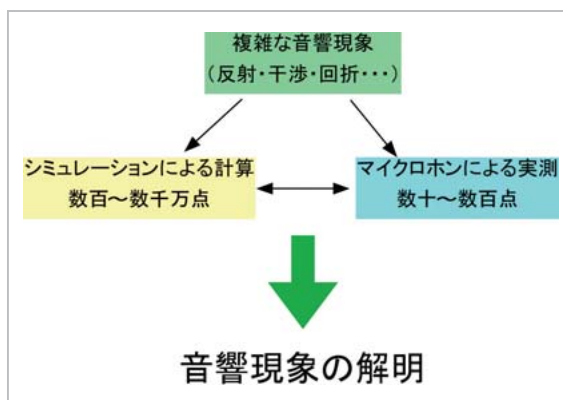 複雑な音響現象
（反射・干渉・回折・・・）
シミュレーションによる計算
数百～数千万点
マイクロホンによる実測
数十～数百点
音響現象の解明